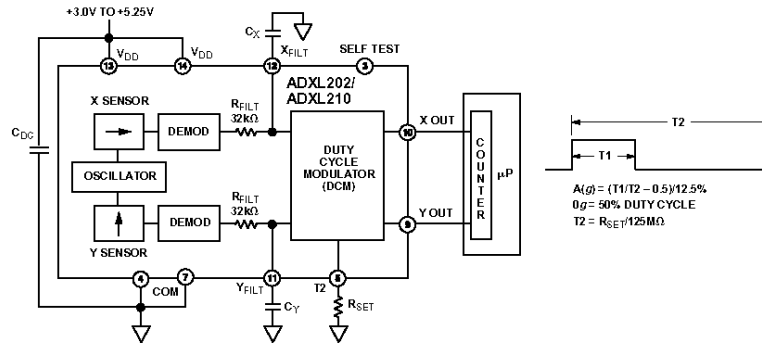 +3.0V TO +5.25V
CX
VDD
VDD
XFILT
SELF TEST
13
14
12
3
ADXL202/
ADXL210
X SENSOR
RFILT
32kΩ
DEMOD
X OUT
10
T2
CDC
OSCILLATOR
DUTY
CYCLE
MODULATOR
(DCM)
COUNTER
μP
T1
A(g) = (T1/T2 – 0.5)/12.5%
0g = 50% DUTY CYCLE
T2 = RSET/125MΩ
RFILT
32kΩ
Y OUT
9
DEMOD
Y SENSOR
4
COM
7
YFILT
11
T2
5
CY
RSET